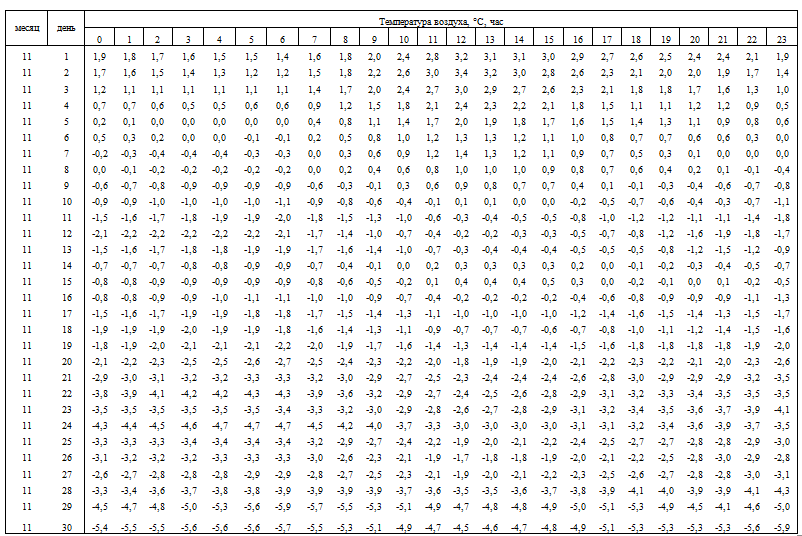 месяц день Температура воздуха, °С, час
0 1 2 3 4 5 6 7 8 9 10 11 12 13 14 15 16 17 18 19 20 21 22 23
11 1 1,9 1,8 1,7 1,6 1,5 1,5 1,4 1,6 1,8 2,0 2,4 2,8 3,2 3,1 3,1 3,0 2,9 2,7 2,6 2,5 2,4 2,4 2,1 1,9
11 2 1,7 1,6 1,5 1,4 1,3 1,2 1,2 1,5 1,8 2,2 2,6 3,0 3,4 3,2 3,0 2,8 2,6 2,3 2,1 2,0 2,0 1,9 1,7 1,4
11 3 1,2 1,1 1,1 1,1 1,1 1,1 1,1 1,4 1,7 2,0 2,4 2,7 3,0 2,9 2,7 2,6 2,3 2,1 1,8 1,8 1,7 1,6 1,3 1,0
11 4 0,7 0,7 0,6 0,5 0,5 0,6 0,6 0,9 1,2 1,5 1,8 2,1 2,4 2,3 2,2 2,1 1,8 1,5 1,1 1,1 1,2 1,2 0,9 0,5
11 5 0,2 0,1 0,0 0,0 0,0 0,0 0,0 0,4 0,8 1,1 1,4 1,7 2,0 1,9 1,8 1,7 1,6 1,5 1,4 1,3 1,1 0,9 0,8 0,6
11 6 0,5 0,3 0,2 0,0 0,0 -0,1 -0,1 0,2 0,5 0,8 1,0 1,2 1,3 1,3 1,2 1,1 1,0 0,8 0,7 0,7 0,6 0,6 0,3 0,0
11 7 -0,2 -0,3 -0,4 -0,4 -0,4 -0,3 -0,3 0,0 0,3 0,6 0,9 1,2 1,4 1,3 1,2 1,1 0,9 0,7 0,5 0,3 0,1 0,0 0,0 0,0
11 8 0,0 -0,1 -0,2 -0,2 -0,2 -0,2 -0,2 0,0 0,2 0,4 0,6 0,8 1,0 1,0 1,0 0,9 0,8 0,7 0,6 0,4 0,2 0,1 -0,1 -0,4
11 9 -0,6 -0,7 -0,8 -0,9 -0,9 -0,9 -0,9 -0,6 -0,3 -0,1 0,3 0,6 0,9 0,8 0,7 0,7 0,4 0,1 -0,1 -0,3 -0,4 -0,6 -0,7 -0,8
11 10 -0,9 -0,9 -1,0 -1,0 -1,0 -1,0 -1,1 -0,9 -0,8 -0,6 -0,4 -0,1 0,1 0,1 0,0 0,0 -0,2 -0,5 -0,7 -0,6 -0,4 -0,3 -0,7 -1,1
11 11 -1,5 -1,6 -1,7 -1,8 -1,9 -1,9 -2,0 -1,8 -1,5 -1,3 -1,0 -0,6 -0,3 -0,4 -0,5 -0,5 -0,8 -1,0 -1,2 -1,2 -1,1 -1,1 -1,4 -1,8
11 12 -2,1 -2,2 -2,2 -2,2 -2,2 -2,2 -2,1 -1,7 -1,4 -1,0 -0,7 -0,4 -0,2 -0,2 -0,3 -0,3 -0,5 -0,7 -0,8 -1,2 -1,6 -1,9 -1,8 -1,7
11 13 -1,5 -1,6 -1,7 -1,8 -1,8 -1,9 -1,9 -1,7 -1,6 -1,4 -1,0 -0,7 -0,3 -0,4 -0,4 -0,4 -0,5 -0,5 -0,5 -0,8 -1,2 -1,5 -1,2 -0,9
11 14 -0,7 -0,7 -0,7 -0,8 -0,8 -0,9 -0,9 -0,7 -0,4 -0,1 0,0 0,2 0,3 0,3 0,3 0,3 0,2 0,0 -0,1 -0,2 -0,3 -0,4 -0,5 -0,7
11 15 -0,8 -0,8 -0,9 -0,9 -0,9 -0,9 -0,9 -0,8 -0,6 -0,5 -0,2 0,1 0,4 0,4 0,4 0,5 0,3 0,0 -0,2 -0,1 0,0 0,1 -0,2 -0,5
11 16 -0,8 -0,8 -0,9 -0,9 -1,0 -1,1 -1,1 -1,0 -1,0 -0,9 -0,7 -0,4 -0,2 -0,2 -0,2 -0,2 -0,4 -0,6 -0,8 -0,9 -0,9 -0,9 -1,1 -1,3
11 17 -1,5 -1,6 -1,7 -1,9 -1,9 -1,8 -1,8 -1,7 -1,5 -1,4 -1,3 -1,1 -1,0 -1,0 -1,0 -1,0 -1,2 -1,4 -1,6 -1,5 -1,4 -1,3 -1,5 -1,7
11 18 -1,9 -1,9 -1,9 -2,0 -1,9 -1,9 -1,8 -1,6 -1,4 -1,3 -1,1 -0,9 -0,7 -0,7 -0,7 -0,6 -0,7 -0,8 -1,0 -1,1 -1,2 -1,4 -1,5 -1,6
11 19 -1,8 -1,9 -2,0 -2,1 -2,1 -2,1 -2,2 -2,0 -1,9 -1,7 -1,6 -1,4 -1,3 -1,4 -1,4 -1,4 -1,5 -1,6 -1,8 -1,8 -1,8 -1,8 -1,9 -2,0
11 20 -2,1 -2,2 -2,3 -2,5 -2,5 -2,6 -2,7 -2,5 -2,4 -2,3 -2,2 -2,0 -1,8 -1,9 -1,9 -2,0 -2,1 -2,2 -2,3 -2,2 -2,1 -2,0 -2,3 -2,6
11 21 -2,9 -3,0 -3,1 -3,2 -3,2 -3,3 -3,3 -3,2 -3,0 -2,9 -2,7 -2,5 -2,3 -2,4 -2,4 -2,4 -2,6 -2,8 -3,0 -2,9 -2,9 -2,9 -3,2 -3,5
11 22 -3,8 -3,9 -4,1 -4,2 -4,2 -4,3 -4,3 -3,9 -3,6 -3,2 -2,9 -2,7 -2,4 -2,5 -2,6 -2,8 -2,9 -3,1 -3,2 -3,3 -3,4 -3,5 -3,5 -3,5
11 23 -3,5 -3,5 -3,5 -3,5 -3,5 -3,5 -3,4 -3,3 -3,2 -3,0 -2,9 -2,8 -2,6 -2,7 -2,8 -2,9 -3,1 -3,2 -3,4 -3,5 -3,6 -3,7 -3,9 -4,1
11 24 -4,3 -4,4 -4,5 -4,6 -4,7 -4,7 -4,7 -4,5 -4,2 -4,0 -3,7 -3,3 -3,0 -3,0 -3,0 -3,0 -3,1 -3,1 -3,2 -3,4 -3,6 -3,9 -3,7 -3,5
11 25 -3,3 -3,3 -3,3 -3,4 -3,4 -3,4 -3,4 -3,2 -2,9 -2,7 -2,4 -2,2 -1,9 -2,0 -2,1 -2,2 -2,4 -2,5 -2,7 -2,7 -2,8 -2,8 -2,9 -3,0
11 26 -3,1 -3,2 -3,2 -3,2 -3,3 -3,3 -3,3 -3,0 -2,6 -2,3 -2,1 -1,9 -1,7 -1,8 -1,8 -1,9 -2,0 -2,1 -2,2 -2,5 -2,8 -3,0 -2,9 -2,8
11 27 -2,6 -2,7 -2,8 -2,8 -2,8 -2,9 -2,9 -2,8 -2,7 -2,5 -2,3 -2,1 -1,9 -2,0 -2,1 -2,2 -2,3 -2,5 -2,6 -2,7 -2,8 -2,8 -3,0 -3,1
11 28 -3,3 -3,4 -3,6 -3,7 -3,8 -3,8 -3,9 -3,9 -3,9 -3,9 -3,7 -3,6 -3,5 -3,5 -3,6 -3,7 -3,8 -3,9 -4,1 -4,0 -3,9 -3,9 -4,1 -4,3
11 29 -4,5 -4,7 -4,8 -5,0 -5,3 -5,6 -5,9 -5,7 -5,5 -5,3 -5,1 -4,9 -4,7 -4,8 -4,8 -4,9 -5,0 -5,1 -5,3 -4,9 -4,5 -4,1 -4,6 -5,0
11 30 -5,4 -5,5 -5,5 -5,6 -5,6 -5,6 -5,7 -5,5 -5,3 -5,1 -4,9 -4,7 -4,5 -4,6 -4,7 -4,8 -4,9 -5,1 -5,3 -5,3 -5,3 -5,3 -5,6 -5,9